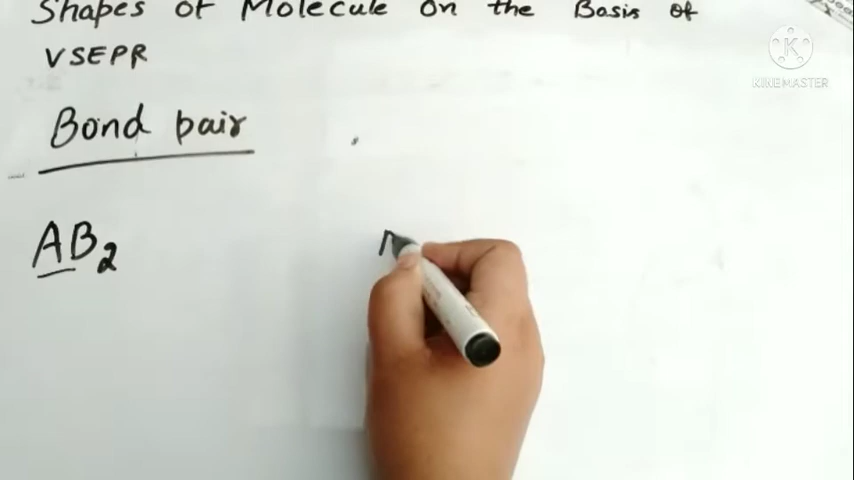 Shapes of Molecule on the Basis of
VSEPR
Bond pair
AB₂
K
KINEMASTER